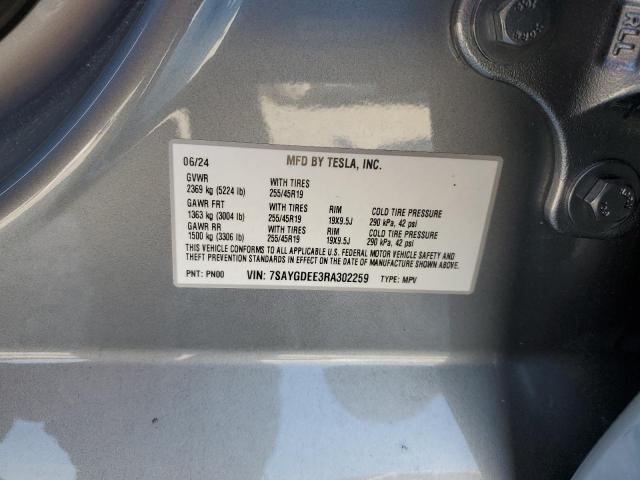 06/24 MFD BY TESLA, INC.
GVWR
2369 kg (5224 lb) WITH TIRES 255/45R19
GAWR FRT WITH TIRES RIM COLD TIRE PRESSURE
1363 kg (3004 lb) 255/45R19 19X9.5J 290 kPa, 42 psi
GAWR RR WITH TIRES RIM COLD TIRE PRESSURE
1500 kg (3306 lb) 255/45R19 19X9.5J 290 kPa, 42 psi
THIS VEHICLE CONFORMS TO ALL APPLICABLE U.S. FEDERAL MOTOR VEHICLE SAFETY AND
THEFT PREVENTION STANDARDS IN EFFECT ON THE DATE OF MANUFACTURE SHOWN ABOVE.
PNT: PN00 VIN: 7SAYGDEE3RA302259 TYPE: MPV